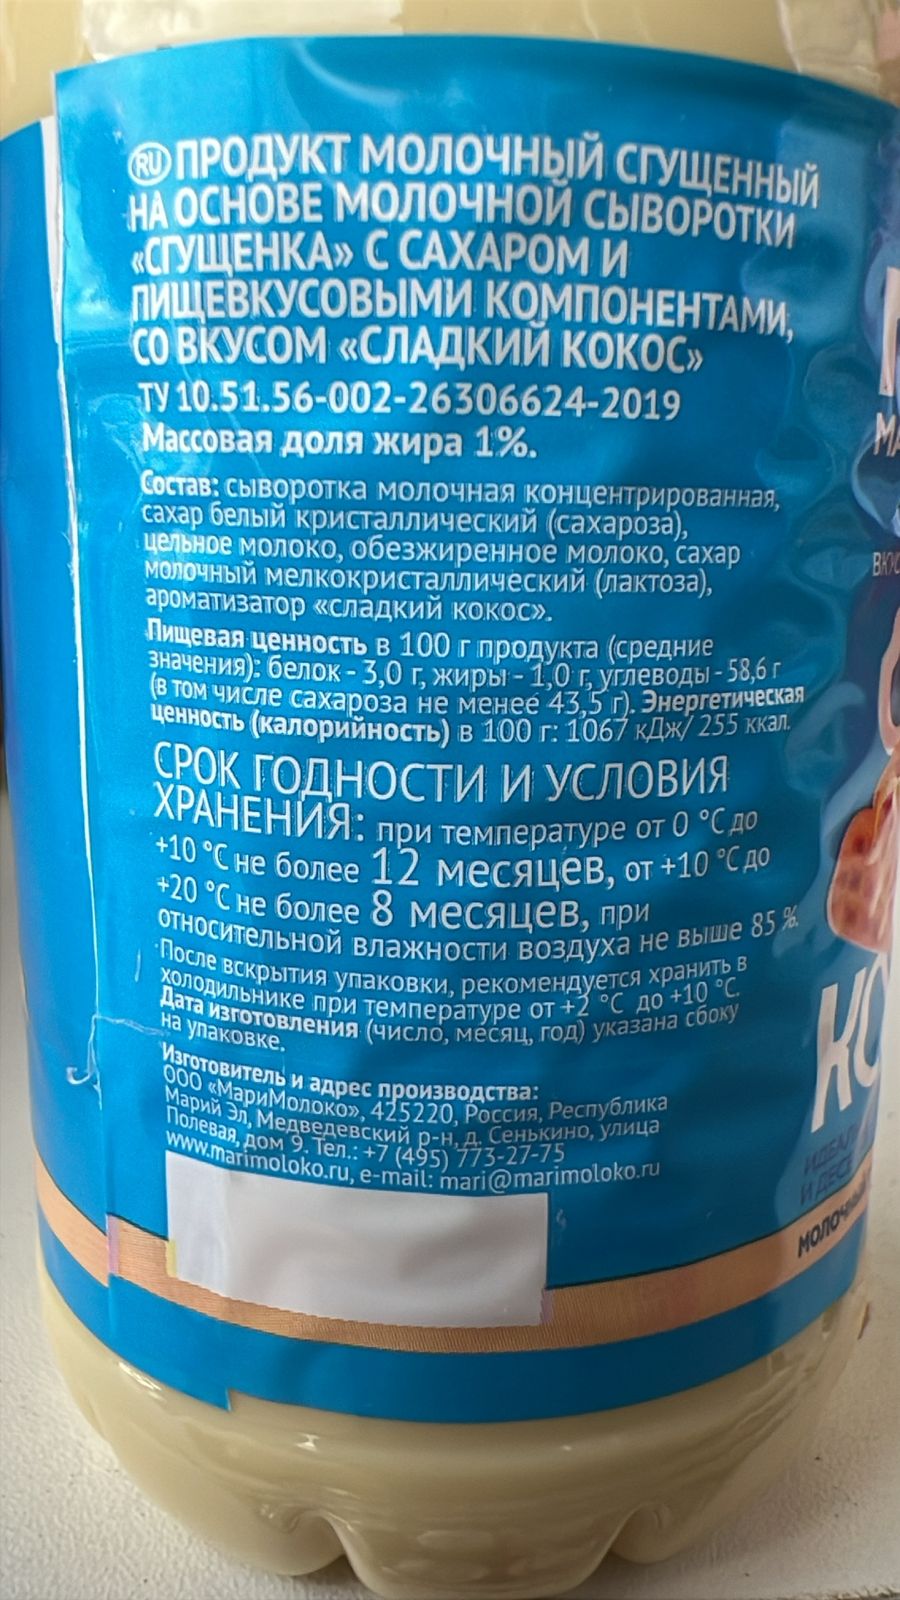 RU ПРОДУКТ МОЛОЧНЫЙ СГУЩЕННЫЙ
НА ОСНОВЕ МОЛОЧНОЙ СЫВОРОТКИ
«СГУЩЕНКА» С САХАРОМ И
ПИЩЕВКУСОВЫМИ КОМПОНЕНТАМИ,
СО ВКУСОМ «СЛАДКИЙ КОКОС»
ТУ 10.51.56-002-26306624-2019
Массовая доля жира 1%.
Состав: сыворотка молочная концентрированная,
сахар белый кристаллический (сахароза),
цельное молоко, обезжиренное молоко, сахар
молочный мелкокристаллический (лактоза),
ароматизатор «сладкий кокос».
Пищевая ценность в 100 г продукта (средние
значения): белок - 3,0 г, жиры - 1,0 г, углеводы - 58,6 г
(в том числе сахароза не менее 43,5 г). Энергетическая
ценность (калорийность) в 100 г: 1067 кДж/ 255 ккал.
СРОК ГОДНОСТИ И УСЛОВИЯ
ХРАНЕНИЯ: при температуре от 0 °С до
+10 °С не более 12 месяцев, от +10 °С до
+20 °С не более 8 месяцев, при
относительной влажности воздуха не выше 85 %.
После вскрытия упаковки, рекомендуется хранить в
холодильнике при температуре от +2 °С до +10 °С.
Дата изготовления (число, месяц, год) указана сбоку
на упаковке.
Изготовитель и адрес производства:
ООО «МариМолоко», 425220, Россия, Республика
Марий Эл, Медведевский р-н, д. Сенькино, улица
Полевая, дом 9. Тел.: +7 (495) 773-27-75
www.marimoloko.ru, e-mail: mari@marimoloko.ru